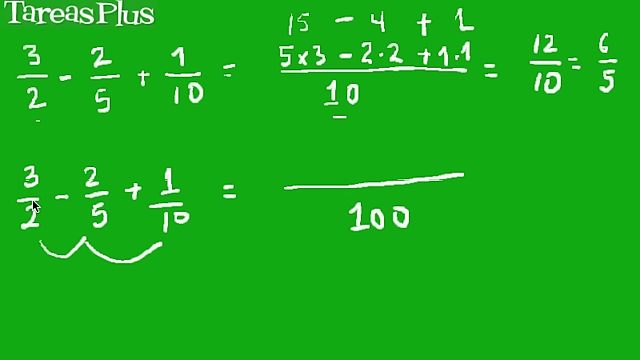 TareasPlus
15 - 4 + 1
3/2 - 2/5 + 1/10 = (5x3 - 2·2 + 1·1)/10 = 12/10 = 6/5
3/2 - 2/5 + 1/10 = /100